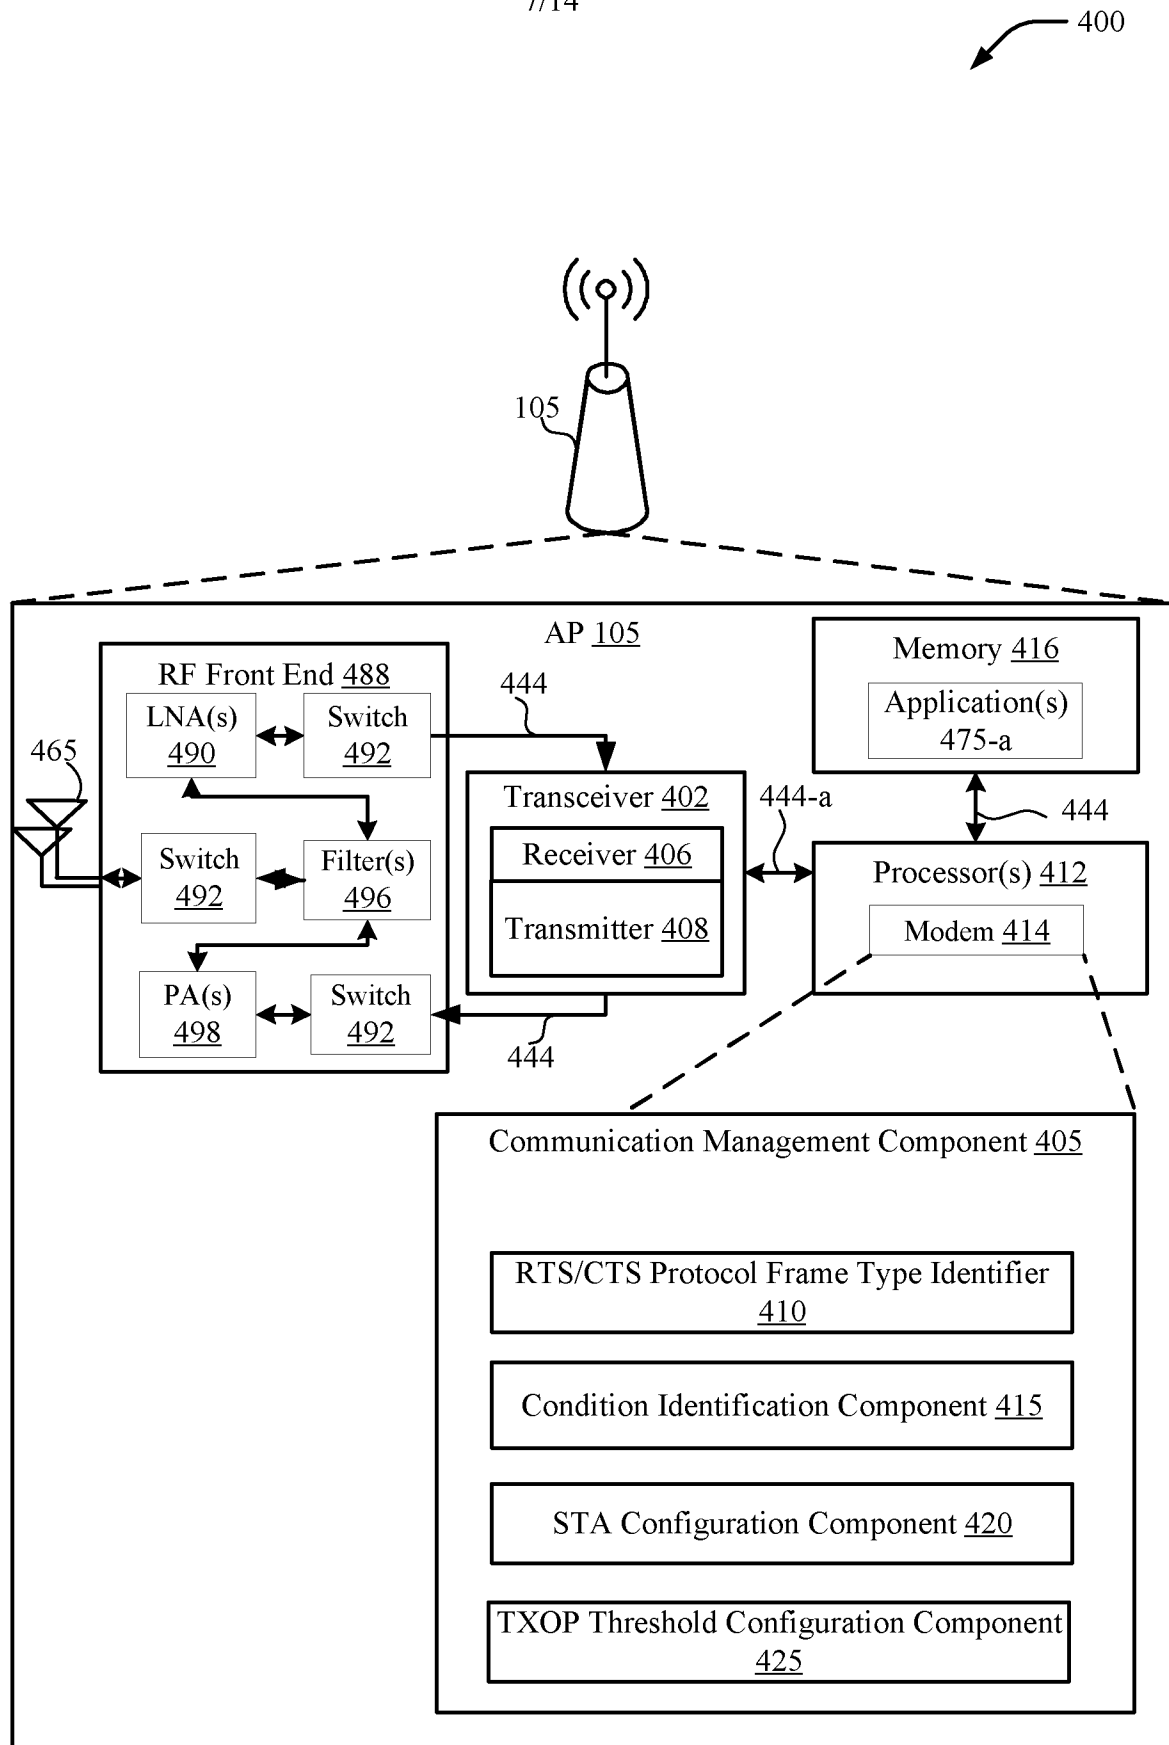 7/14
400
105
AP 105
RF Front End 488
LNA(s)
490
Switch
492
444
Memory 416
Application(s)
475-a
465
Transceiver 402
444-a
444
Switch
492
Filter(s)
496
Receiver 406
Transmitter 408
Processor(s) 412
Modem 414
PA(s)
498
Switch
492
444
Communication Management Component 405
RTS/CTS Protocol Frame Type Identifier
410
Condition Identification Component 415
STA Configuration Component 420
TXOP Threshold Configuration Component
425